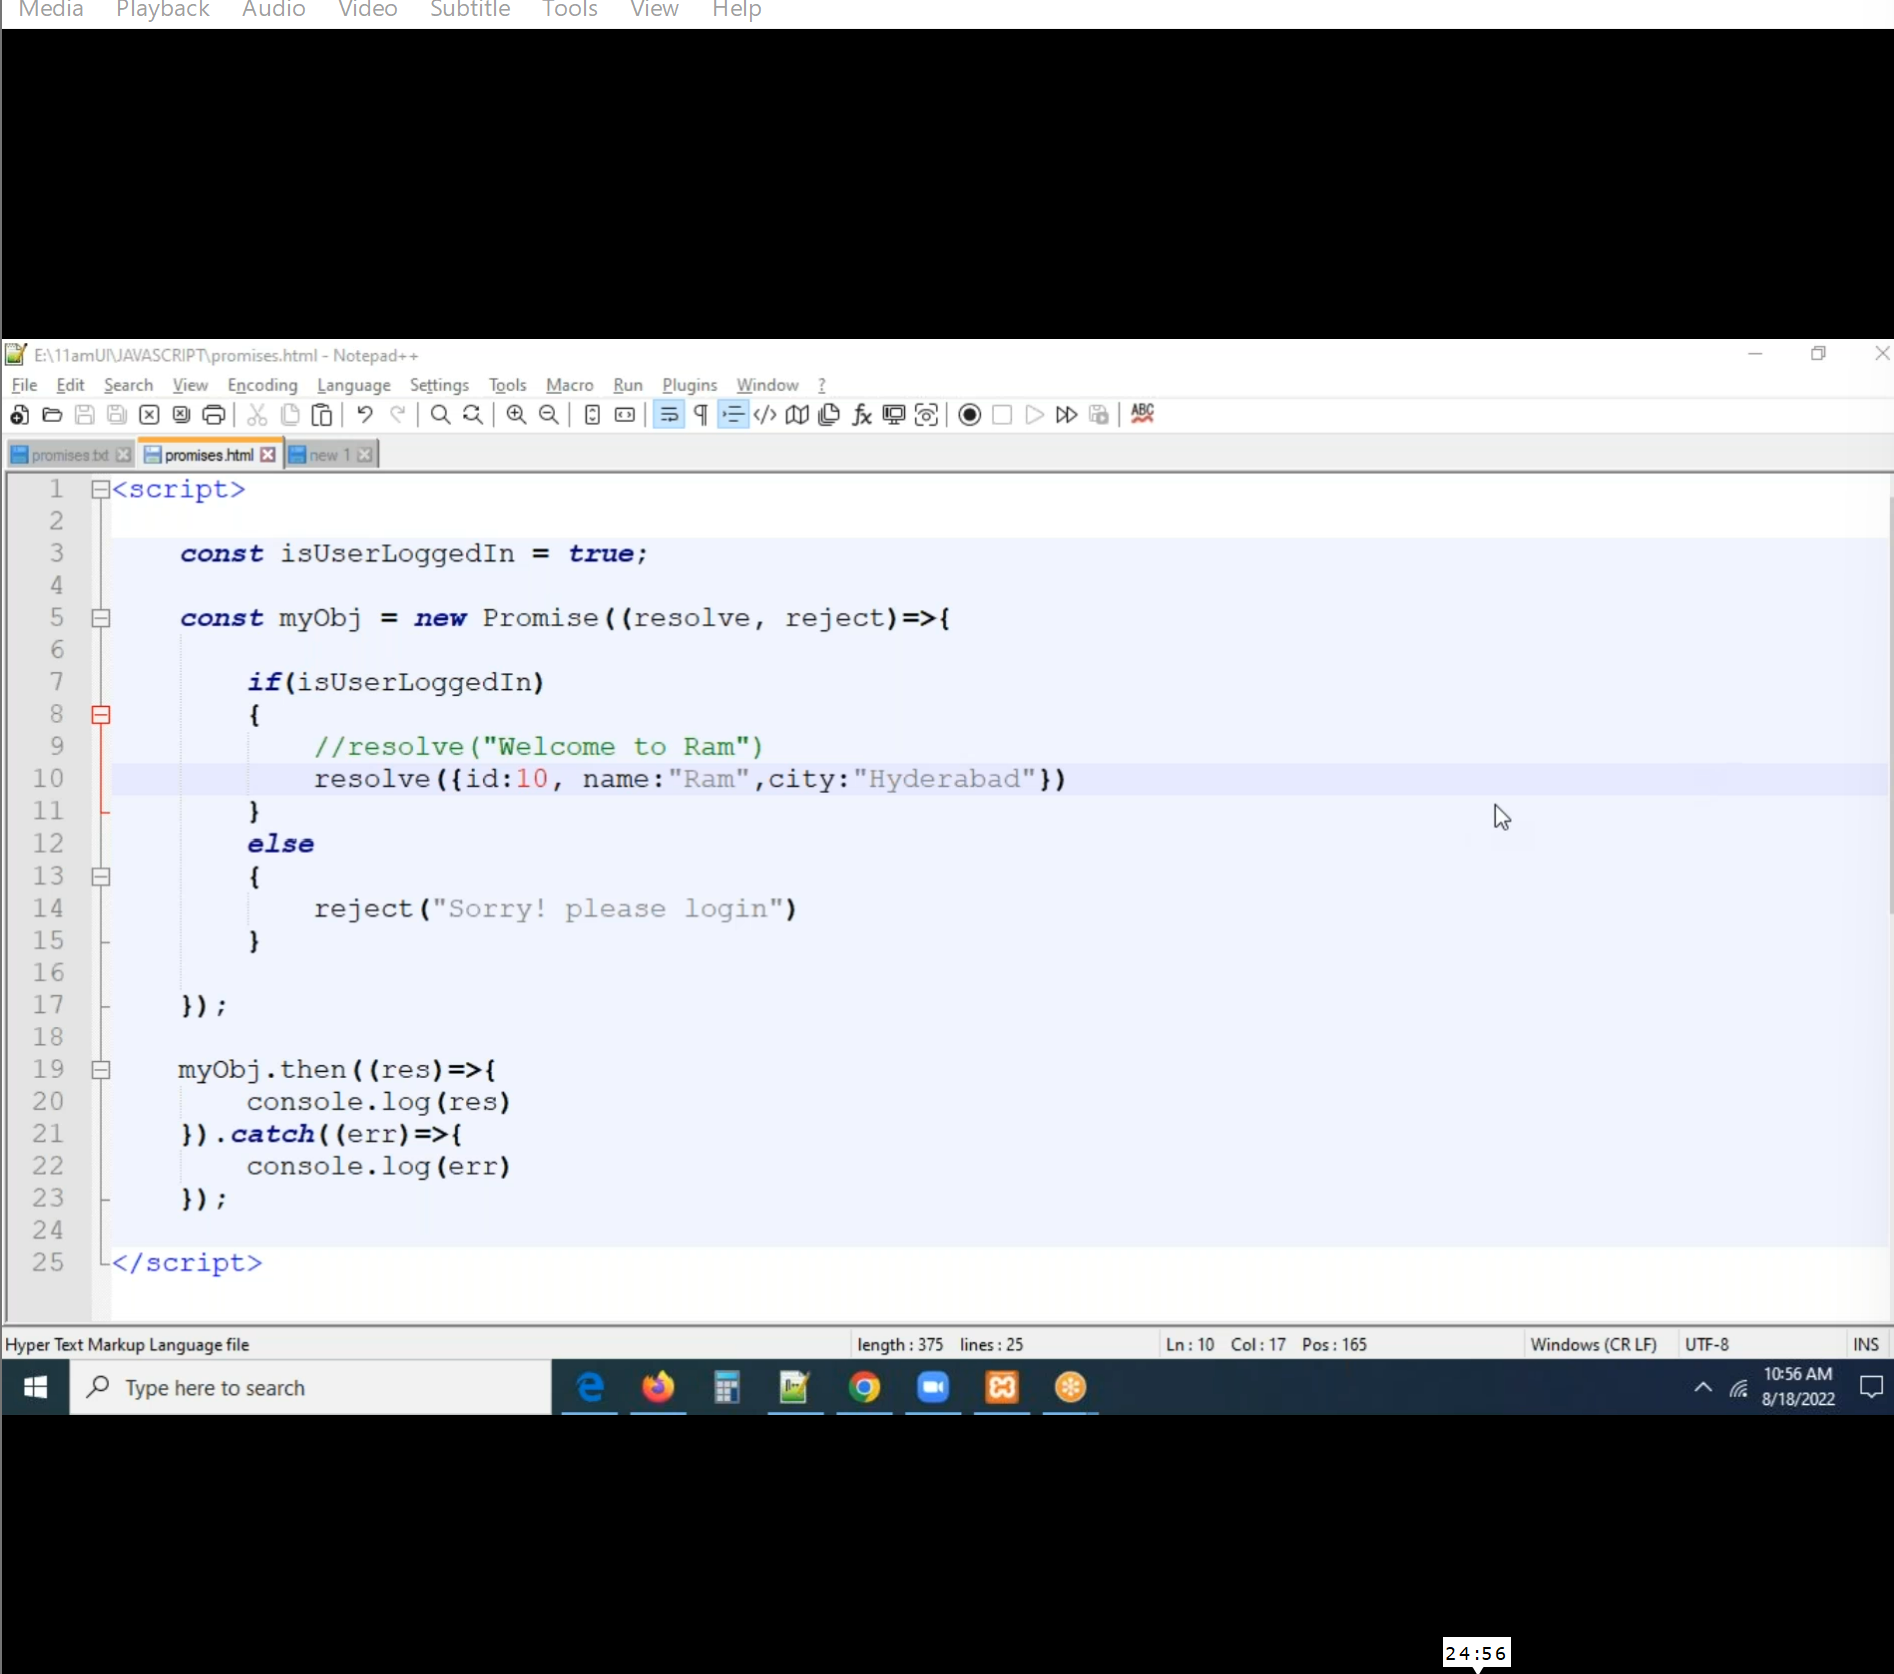 Media Playback Audio Video Subtitle Tools View Help
E:\11amUI\JAVASCRIPT\promises.html - Notepad++
File Edit Search View Encoding Language Settings Tools Macro Run Plugins Window ?
ABC
promises.txt promises.html new 1
1 <script>
2
3 const isUserLoggedIn = true;
4
5 const myObj = new Promise((resolve, reject)=>{
6
7 if(isUserLoggedIn)
8 {
9 //resolve("Welcome to Ram")
10 resolve({id:10, name:"Ram",city:"Hyderabad"})
11 }
12 else
13 {
14 reject("Sorry! please login")
15 }
16
17 });
18
19 myObj.then((res)=>{
20 console.log(res)
21 }).catch((err)=>{
22 console.log(err)
23 });
24
25 </script>
Hyper Text Markup Language file length : 375 lines : 25 Ln : 10 Col : 17 Pos : 165 Windows (CR LF) UTF-8 INS
Type here to search
10:56 AM
8/18/2022
24:56